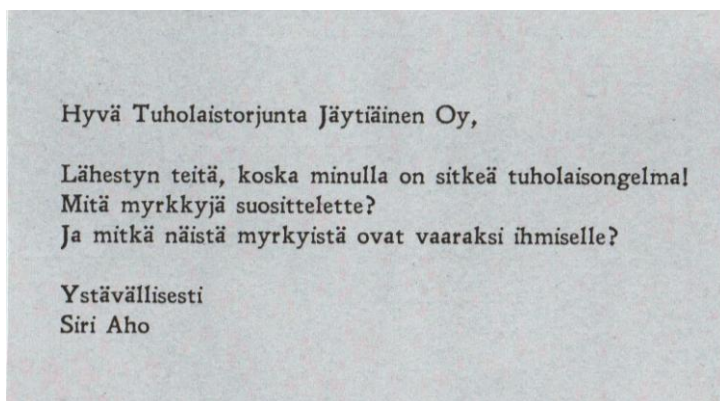 Hyvä Tuholaistorjunta Jäytiäinen Oy,
Lähestyn teitä, koska minulla on sitkeä tuholaisongelma!
Mitä myrkkyjä suosittelette?
Ja mitkä näistä myrkyistä ovat vaaraksi ihmiselle?
Ystävällisesti
Siri Aho